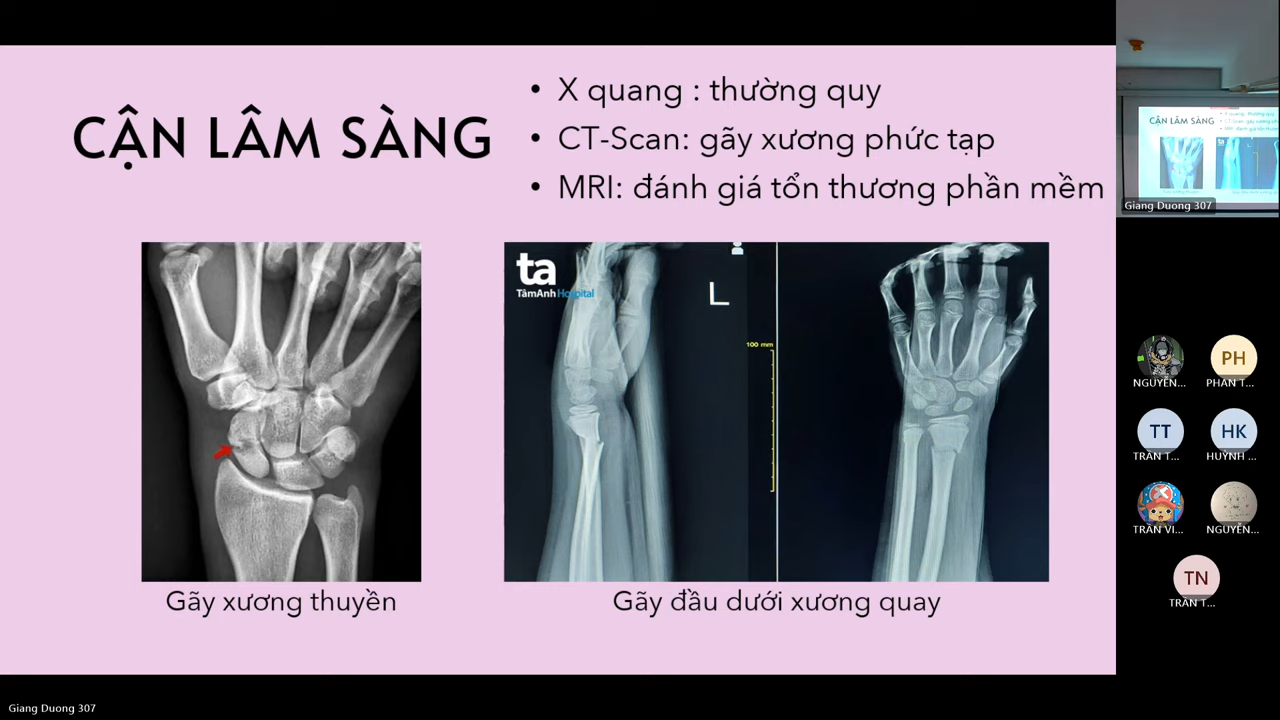 CẬN LÂM SÀNG
• X quang : thường quy
• CT-Scan: gãy xương phức tạp
• MRI: đánh giá tổn thương phần mềm
ta
TâmAnh Hospital
L
100 mm
Gãy xương thuyền
Gãy đầu dưới xương quay
CẬN LÂM SÀNG
Giang Duong 307
NGUYỄN...
PH
PHAN T...
TT
TRẦN T...
HK
HUỲNH ...
TRẦN VI...
NGUYỄN...
TN
TRẦN T...
Giang Duong 307